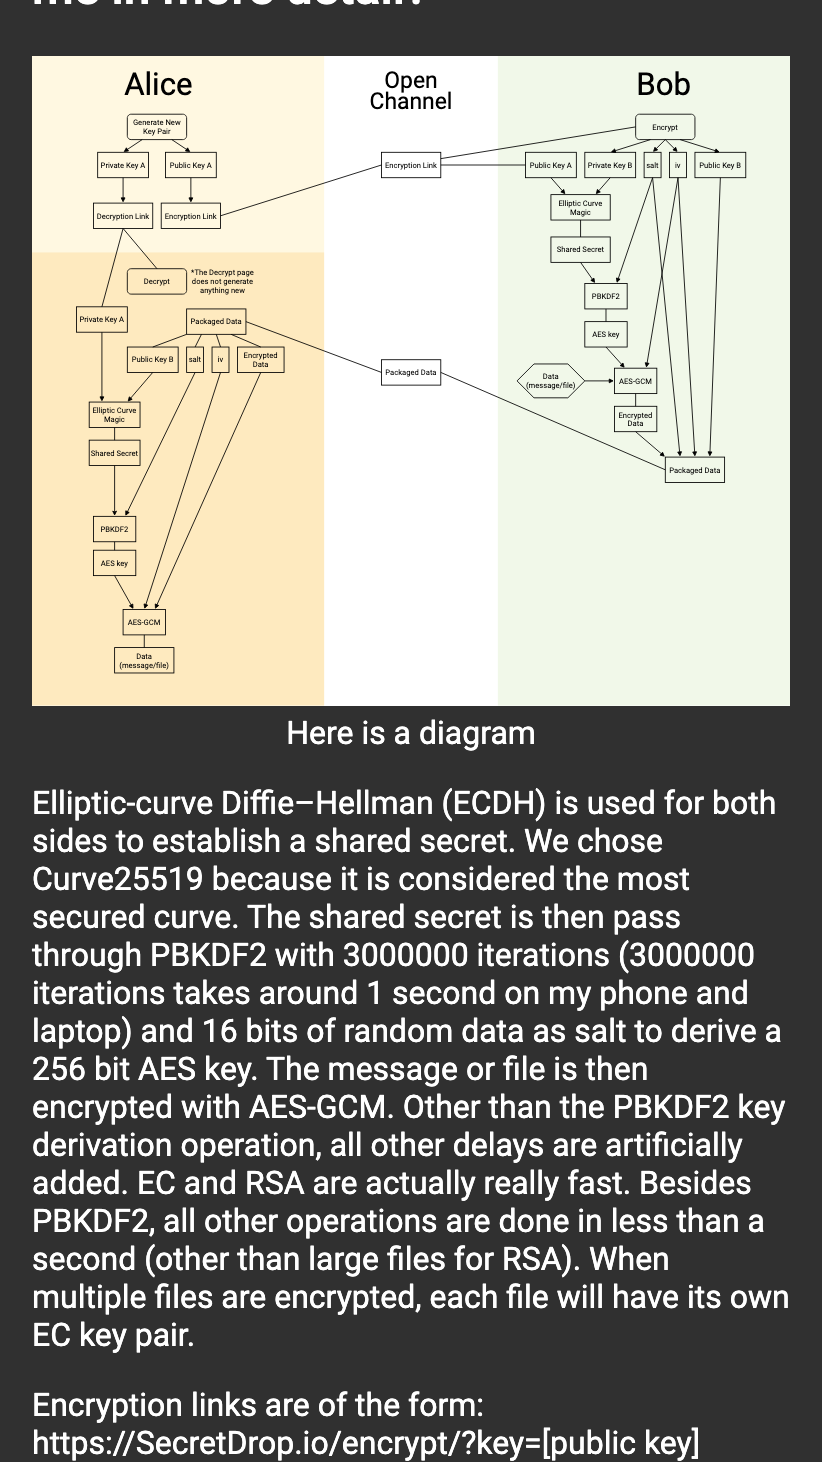 Alice
Open
Channel
Bob
Generate New
Key Pair
Private Key A
Public Key A
Decryption Link
Encryption Link
Encryption Link
Encrypt
Public Key A
Private Key B
salt
iv
Public Key B
Elliptic Curve
Magic
Shared Secret
PBKDF2
AES key
Data
(message/file)
AES-GCM
Encrypted
Data
Packaged Data
Packaged Data
Decrypt
*The Decrypt page
does not generate
anything new
Private Key A
Packaged Data
Public Key B
salt
iv
Encrypted
Data
Elliptic Curve
Magic
Shared Secret
PBKDF2
AES key
AES-GCM
Data
(message/file)
Here is a diagram
Elliptic-curve Diffie–Hellman (ECDH) is used for both
sides to establish a shared secret. We chose
Curve25519 because it is considered the most
secured curve. The shared secret is then pass
through PBKDF2 with 3000000 iterations (3000000
iterations takes around 1 second on my phone and
laptop) and 16 bits of random data as salt to derive a
256 bit AES key. The message or file is then
encrypted with AES-GCM. Other than the PBKDF2 key
derivation operation, all other delays are artificially
added. EC and RSA are actually really fast. Besides
PBKDF2, all other operations are done in less than a
second (other than large files for RSA). When
multiple files are encrypted, each file will have its own
EC key pair.
Encryption links are of the form:
https://SecretDrop.io/encrypt/?key=[public key]